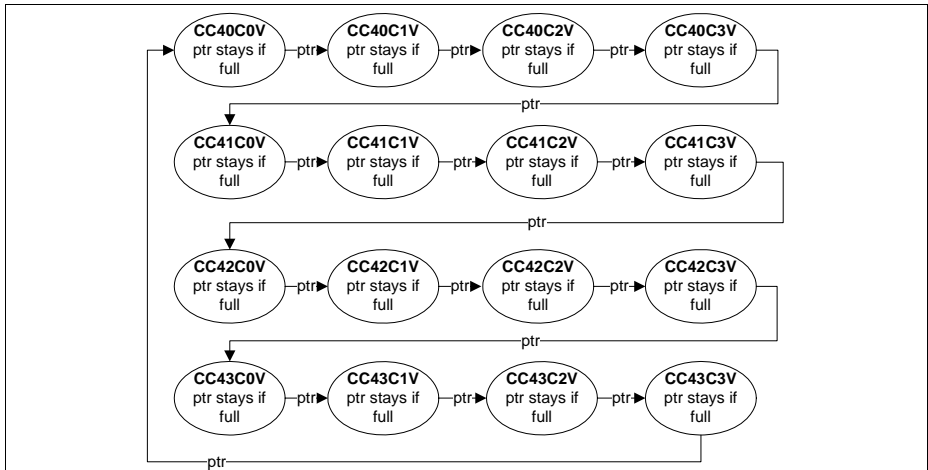 CC40C0V
ptr stays if
full
ptr
CC40C1V
ptr stays if
full
ptr
CC40C2V
ptr stays if
full
ptr
CC40C3V
ptr stays if
full
ptr
CC41C0V
ptr stays if
full
ptr
CC41C1V
ptr stays if
full
ptr
CC41C2V
ptr stays if
full
ptr
CC41C3V
ptr stays if
full
ptr
CC42C0V
ptr stays if
full
ptr
CC42C1V
ptr stays if
full
ptr
CC42C2V
ptr stays if
full
ptr
CC42C3V
ptr stays if
full
ptr
CC43C0V
ptr stays if
full
ptr
CC43C1V
ptr stays if
full
ptr
CC43C2V
ptr stays if
full
ptr
CC43C3V
ptr stays if
full
ptr